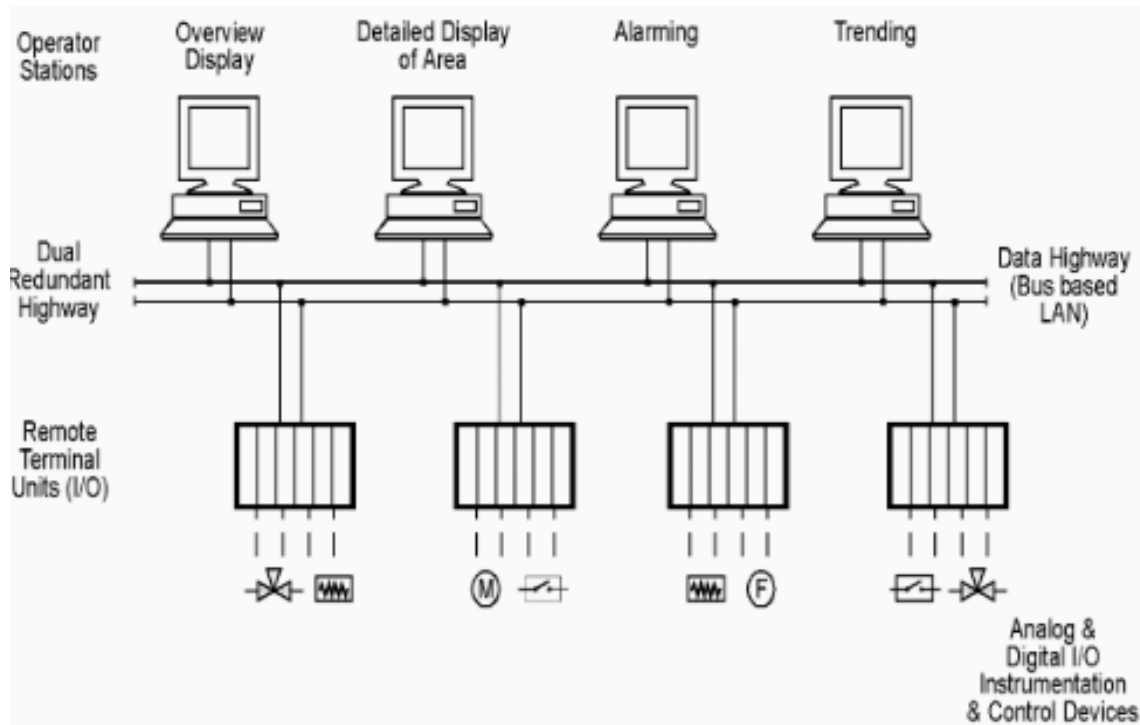 Operator
Stations
Overview
Display
Detailed Display
of Area
Alarming
Trending
Dual
Redundant
Highway
Data Highway
(Bus based
LAN)
Remote
Terminal
Units (I/O)
M
F
Analog &
Digital I/O
Instrumentation
& Control Devices